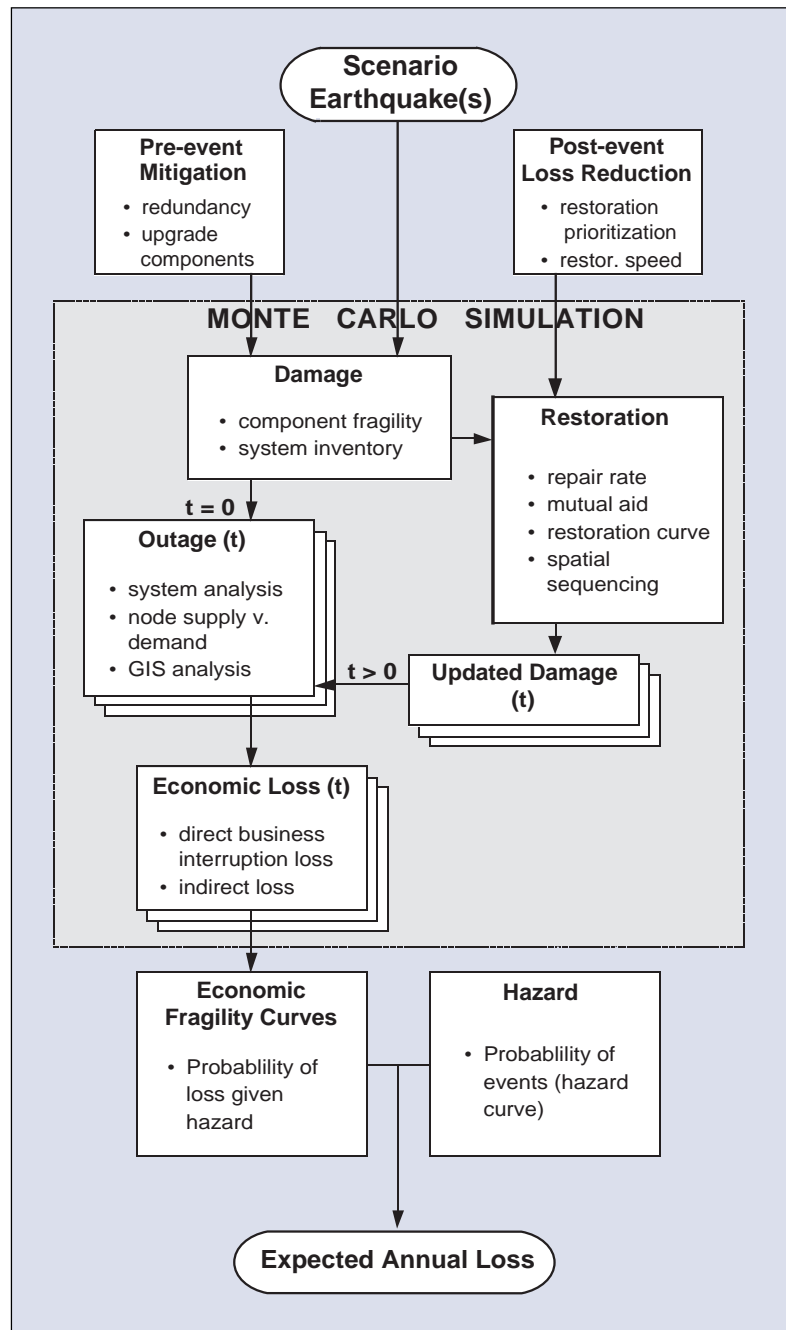 Scenario
Earthquake(s)
Pre-event
Mitigation
• redundancy
• upgrade
components
Post-event
Loss Reduction
• restoration
prioritization
• restor. speed
MONTE CARLO SIMULATION
Damage
• component fragility
• system inventory
Restoration
• repair rate
• mutual aid
• restoration curve
• spatial
sequencing
t = 0
Outage (t)
• system analysis
• node supply v.
demand
• GIS analysis
t > 0
Updated Damage
(t)
Economic Loss (t)
• direct business
interruption loss
• indirect loss
Economic
Fragility Curves
• Probablility of
loss given
hazard
Hazard
• Probablility of
events (hazard
curve)
Expected Annual Loss